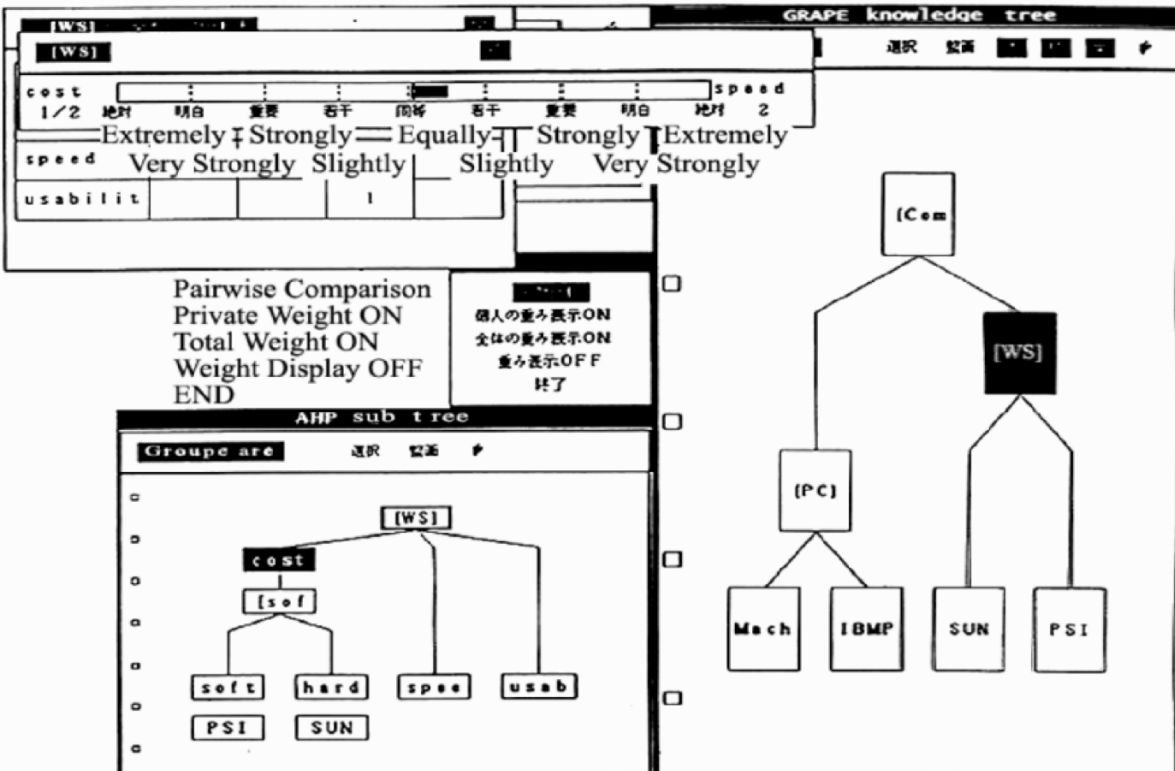 [WS]
GRAPE knowledge tree
[WS]
選択 監画
cost
speed
1/2 絶対 明白 重要 若干 同等 若干 重要 明白 絶対 2
Extremely Strongly Equally Strongly Extremely
Very Strongly Slightly Slightly Very Strongly
speed
usabilit 1
[Com
Pairwise Comparison
Private Weight ON
Total Weight ON
Weight Display OFF
END
個人の重み表示ON
全体の重み表示ON
重み表示OFF
終了
[WS]
AHP sub tree
Groupe are 選択 監画
[PC]
[WS]
cost
[sof
Mach IBMP SUN PSI
soft hard spee usab
PSI SUN